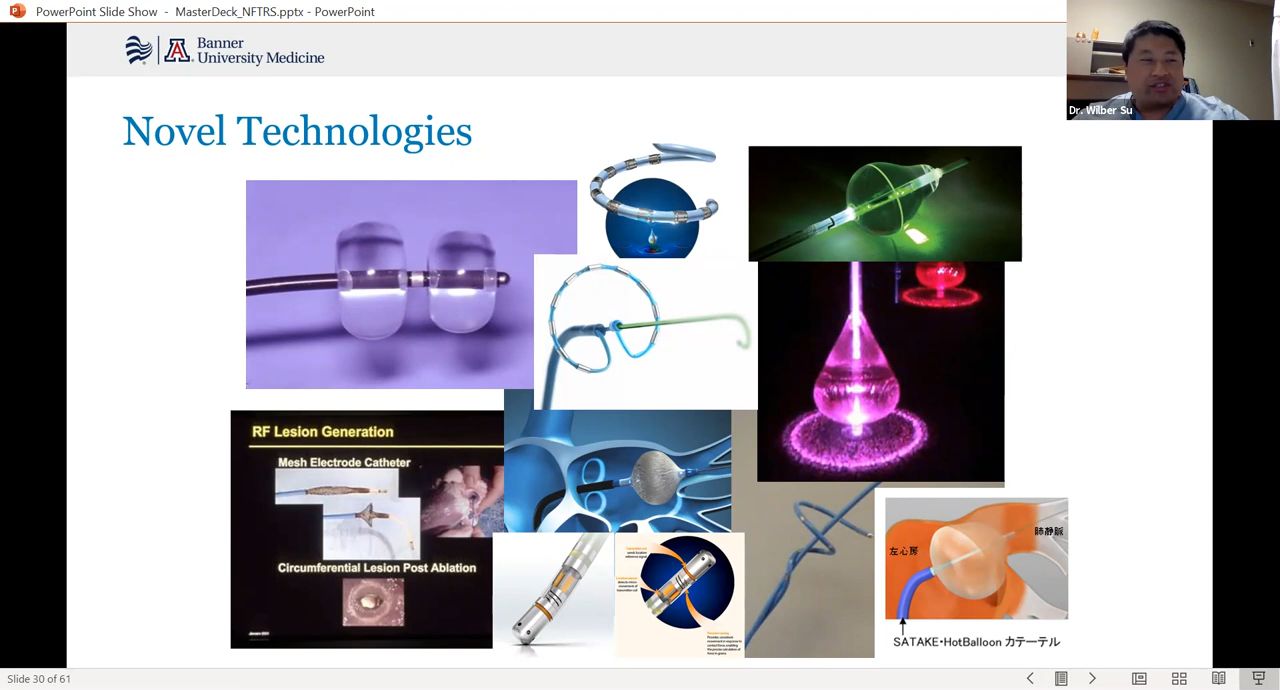 PowerPoint Slide Show - MasterDeck_NFTRS.pptx - PowerPoint
Banner
University Medicine
Dr. Wilber Su
Novel Technologies
RF Lesion Generation
Mesh Electrode Catheter
Circumferential Lesion Post Ablation
肺静脈
左心房
SATAKE・HotBalloon カテーテル
Slide 30 of 61